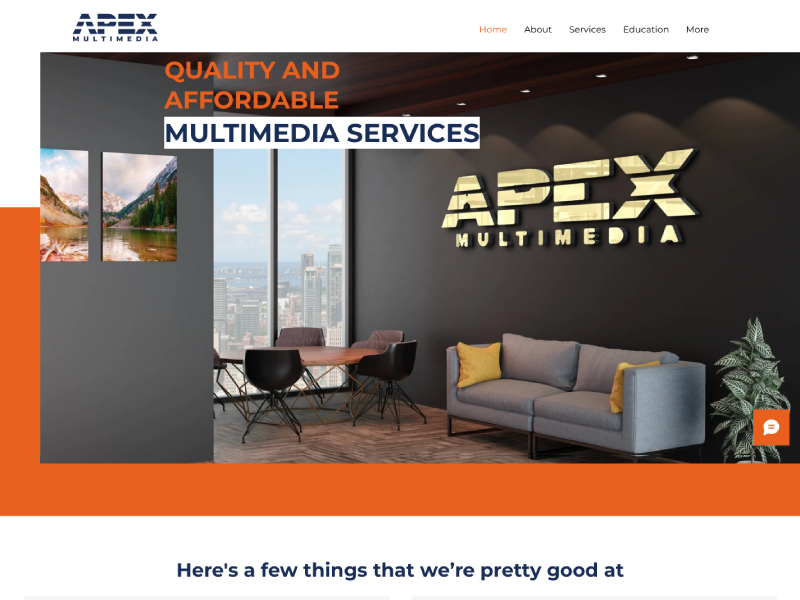 APEX
MULTIMEDIA
Home
About
Services
Education
More
QUALITY AND
AFFORDABLE
MULTIMEDIA SERVICES
APEX
MULTIMEDIA
Here's a few things that we’re pretty good at